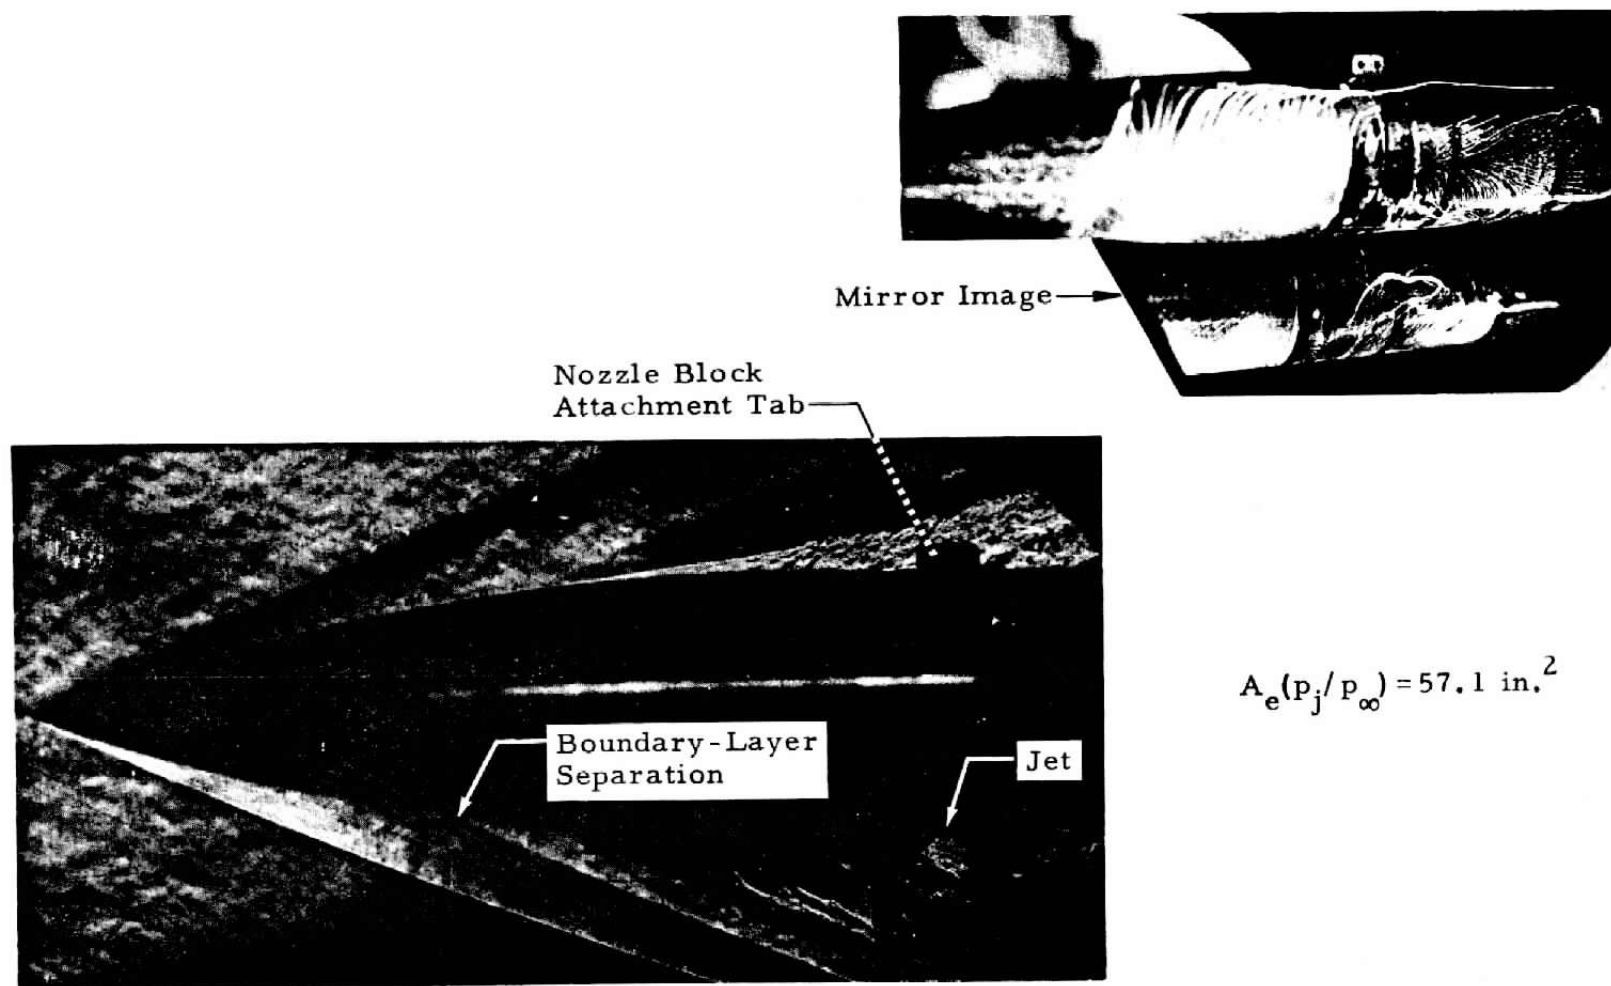 Mirror Image
Nozzle Block
Attachment Tab
Boundary-Layer
Separation
Jet
A_e(p_j/p_∞) = 57.1 in.²